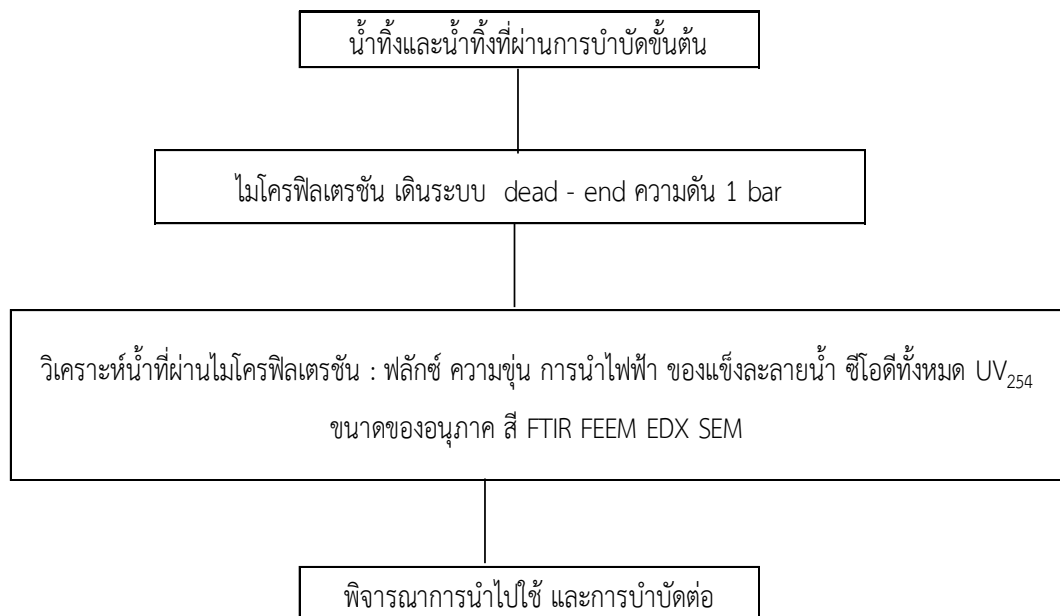 น้ำทิ้งและน้ำทิ้งที่ผ่านการบำบัดขั้นต้น
ไมโครฟิลเตรชัน เดินระบบ dead - end ความดัน 1 bar
วิเคราะห์น้ำที่ผ่านไมโครฟิลเตรชัน : ฟลักซ์ ความขุ่น การนำไฟฟ้า ของแข็งละลายน้ำ ซีโอดีทั้งหมด UV₂₅₄
ขนาดของอนุภาค สี FTIR FEEM EDX SEM
พิจารณาการนำไปใช้ และการบำบัดต่อ